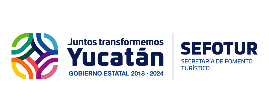 Juntos transformemos
Yucatán
GOBIERNO ESTATAL 2018 - 2024
SEFOTUR
SECRETARÍA DE FOMENTO
TURÍSTICO